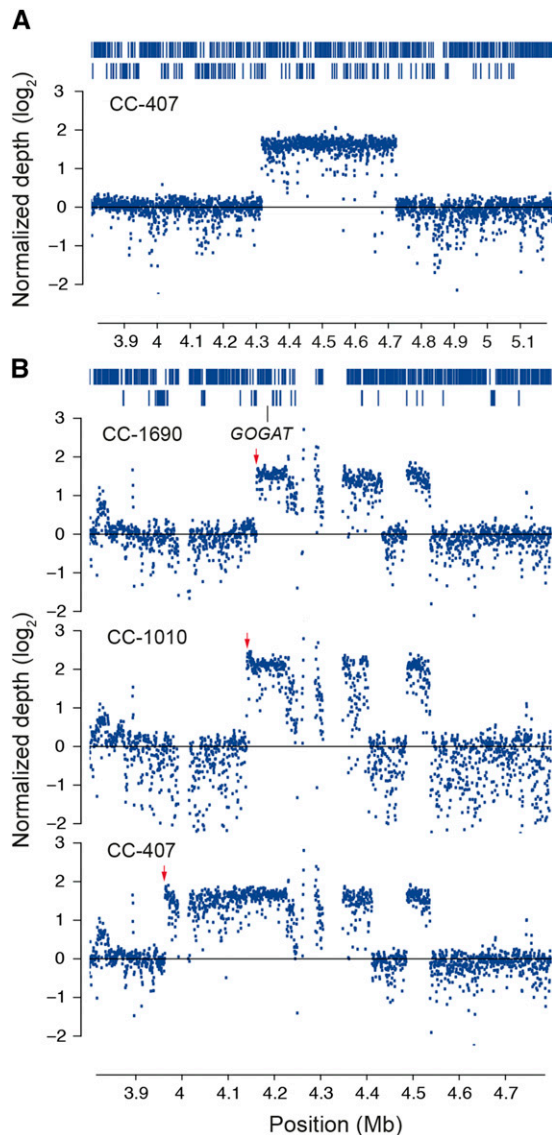 A
CC-407
Normalized depth (log2)
3
2
1
0
−1
−2
3.9 4 4.1 4.2 4.3 4.4 4.5 4.6 4.7 4.8 4.9 5 5.1
B
CC-1690
GOGAT
3
2
1
0
−1
−2
CC-1010
Normalized depth (log2)
3
2
1
0
−1
−2
CC-407
3
2
1
0
−1
−2
3.9 4 4.1 4.2 4.3 4.4 4.5 4.6 4.7
Position (Mb)